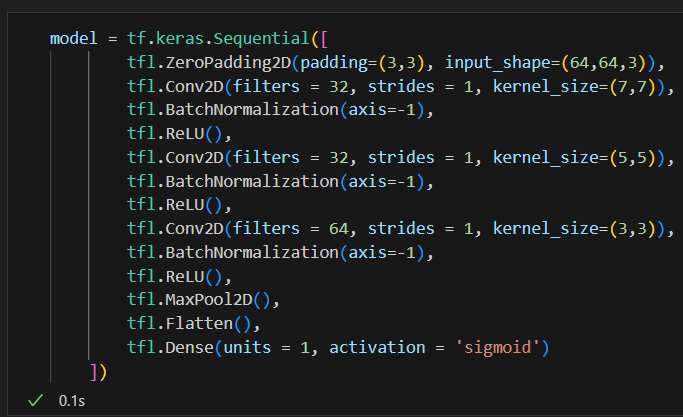 model = tf.keras.Sequential([
tfl.ZeroPadding2D(padding=(3,3), input_shape=(64,64,3)),
tfl.Conv2D(filters = 32, strides = 1, kernel_size=(7,7)),
tfl.BatchNormalization(axis=-1),
tfl.ReLU(),
tfl.Conv2D(filters = 32, strides = 1, kernel_size=(5,5)),
tfl.BatchNormalization(axis=-1),
tfl.ReLU(),
tfl.Conv2D(filters = 64, strides = 1, kernel_size=(3,3)),
tfl.BatchNormalization(axis=-1),
tfl.ReLU(),
tfl.MaxPool2D(),
tfl.Flatten(),
tfl.Dense(units = 1, activation = 'sigmoid')
])
✓ 0.1s